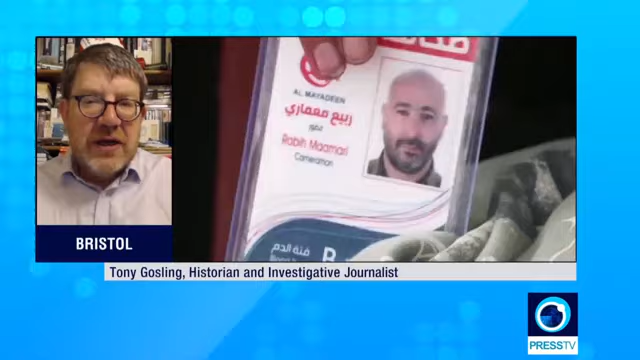 AL MAYADEEN
ربيع معماري
مصور
Rabih Maamari
Cameraman
فئة الدم
B
BRISTOL
Tony Gosling, Historian and Investigative Journalist
PRESSTV